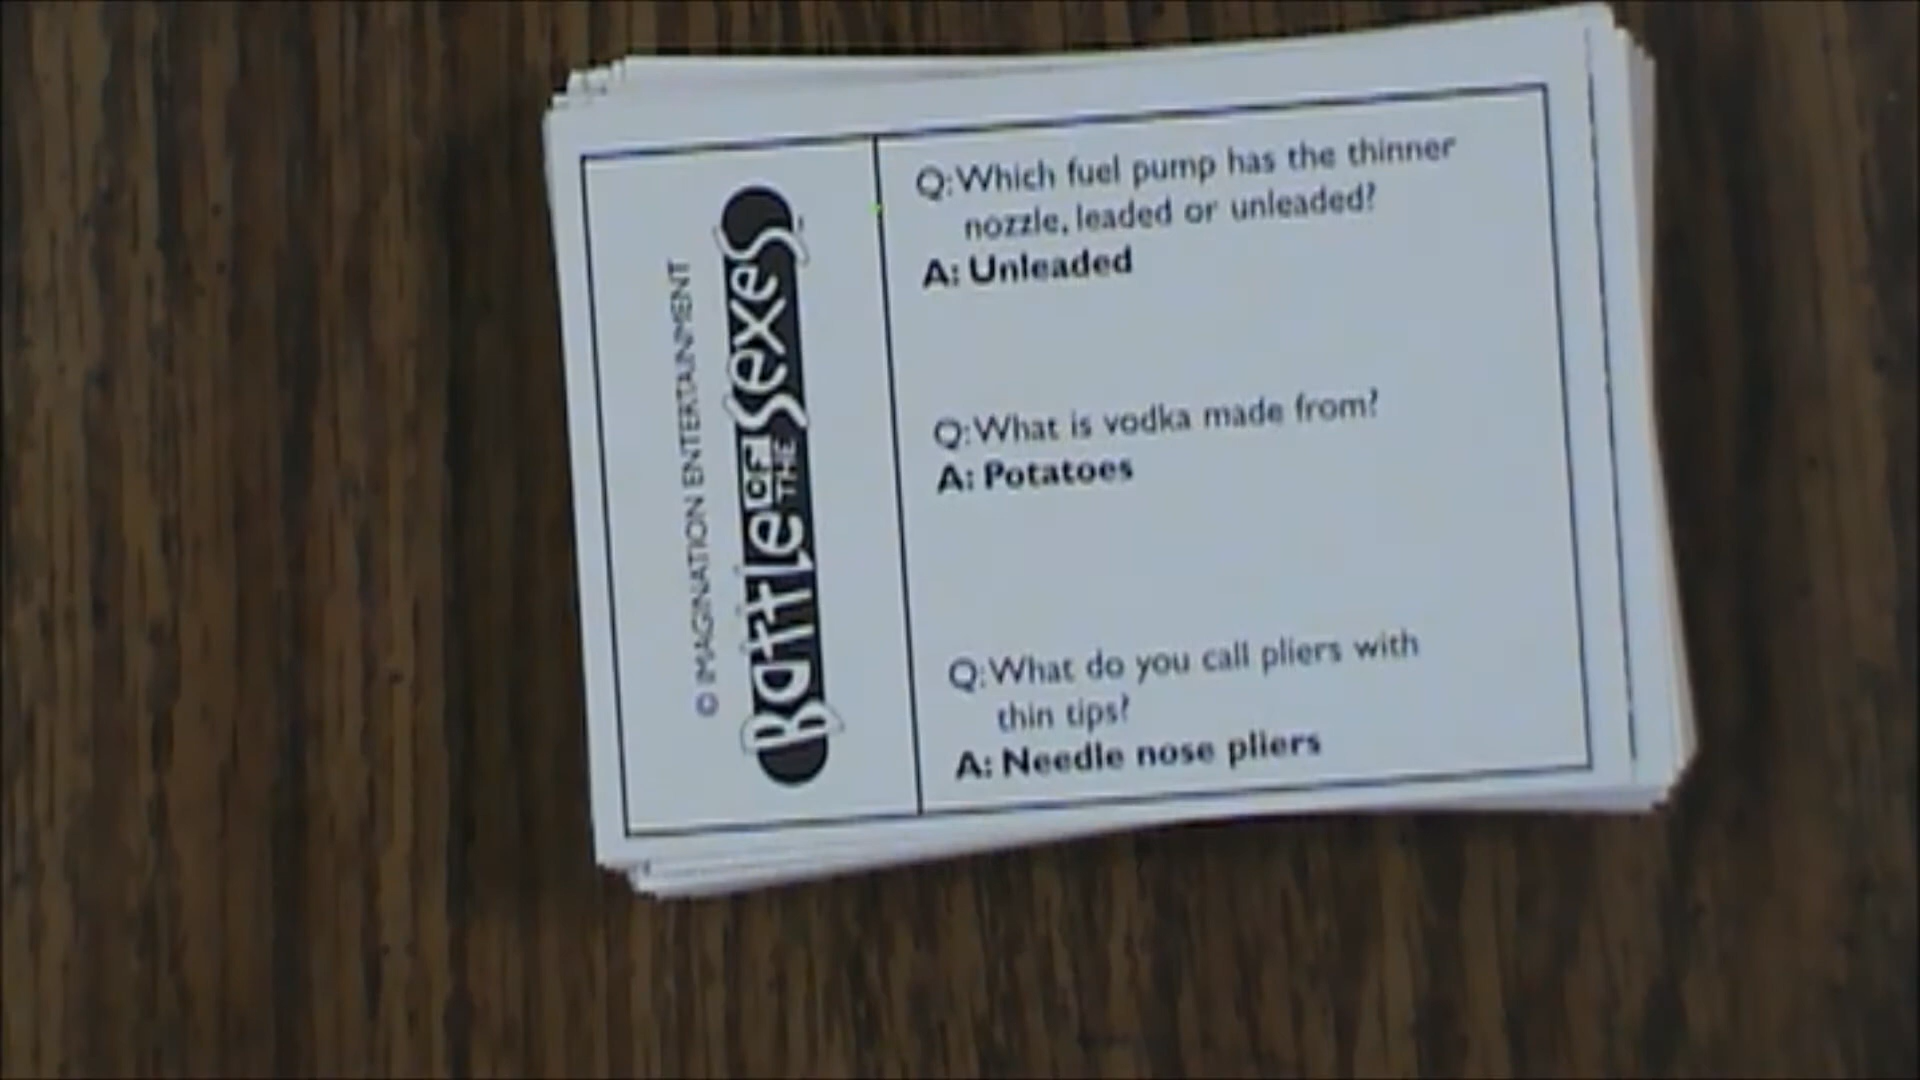 © IMAGINATION ENTERTAINMENT
Battle OF THE Sexes
Q: Which fuel pump has the thinner
nozzle, leaded or unleaded?
A: Unleaded
Q: What is vodka made from?
A: Potatoes
Q: What do you call pliers with
thin tips?
A: Needle nose pliers